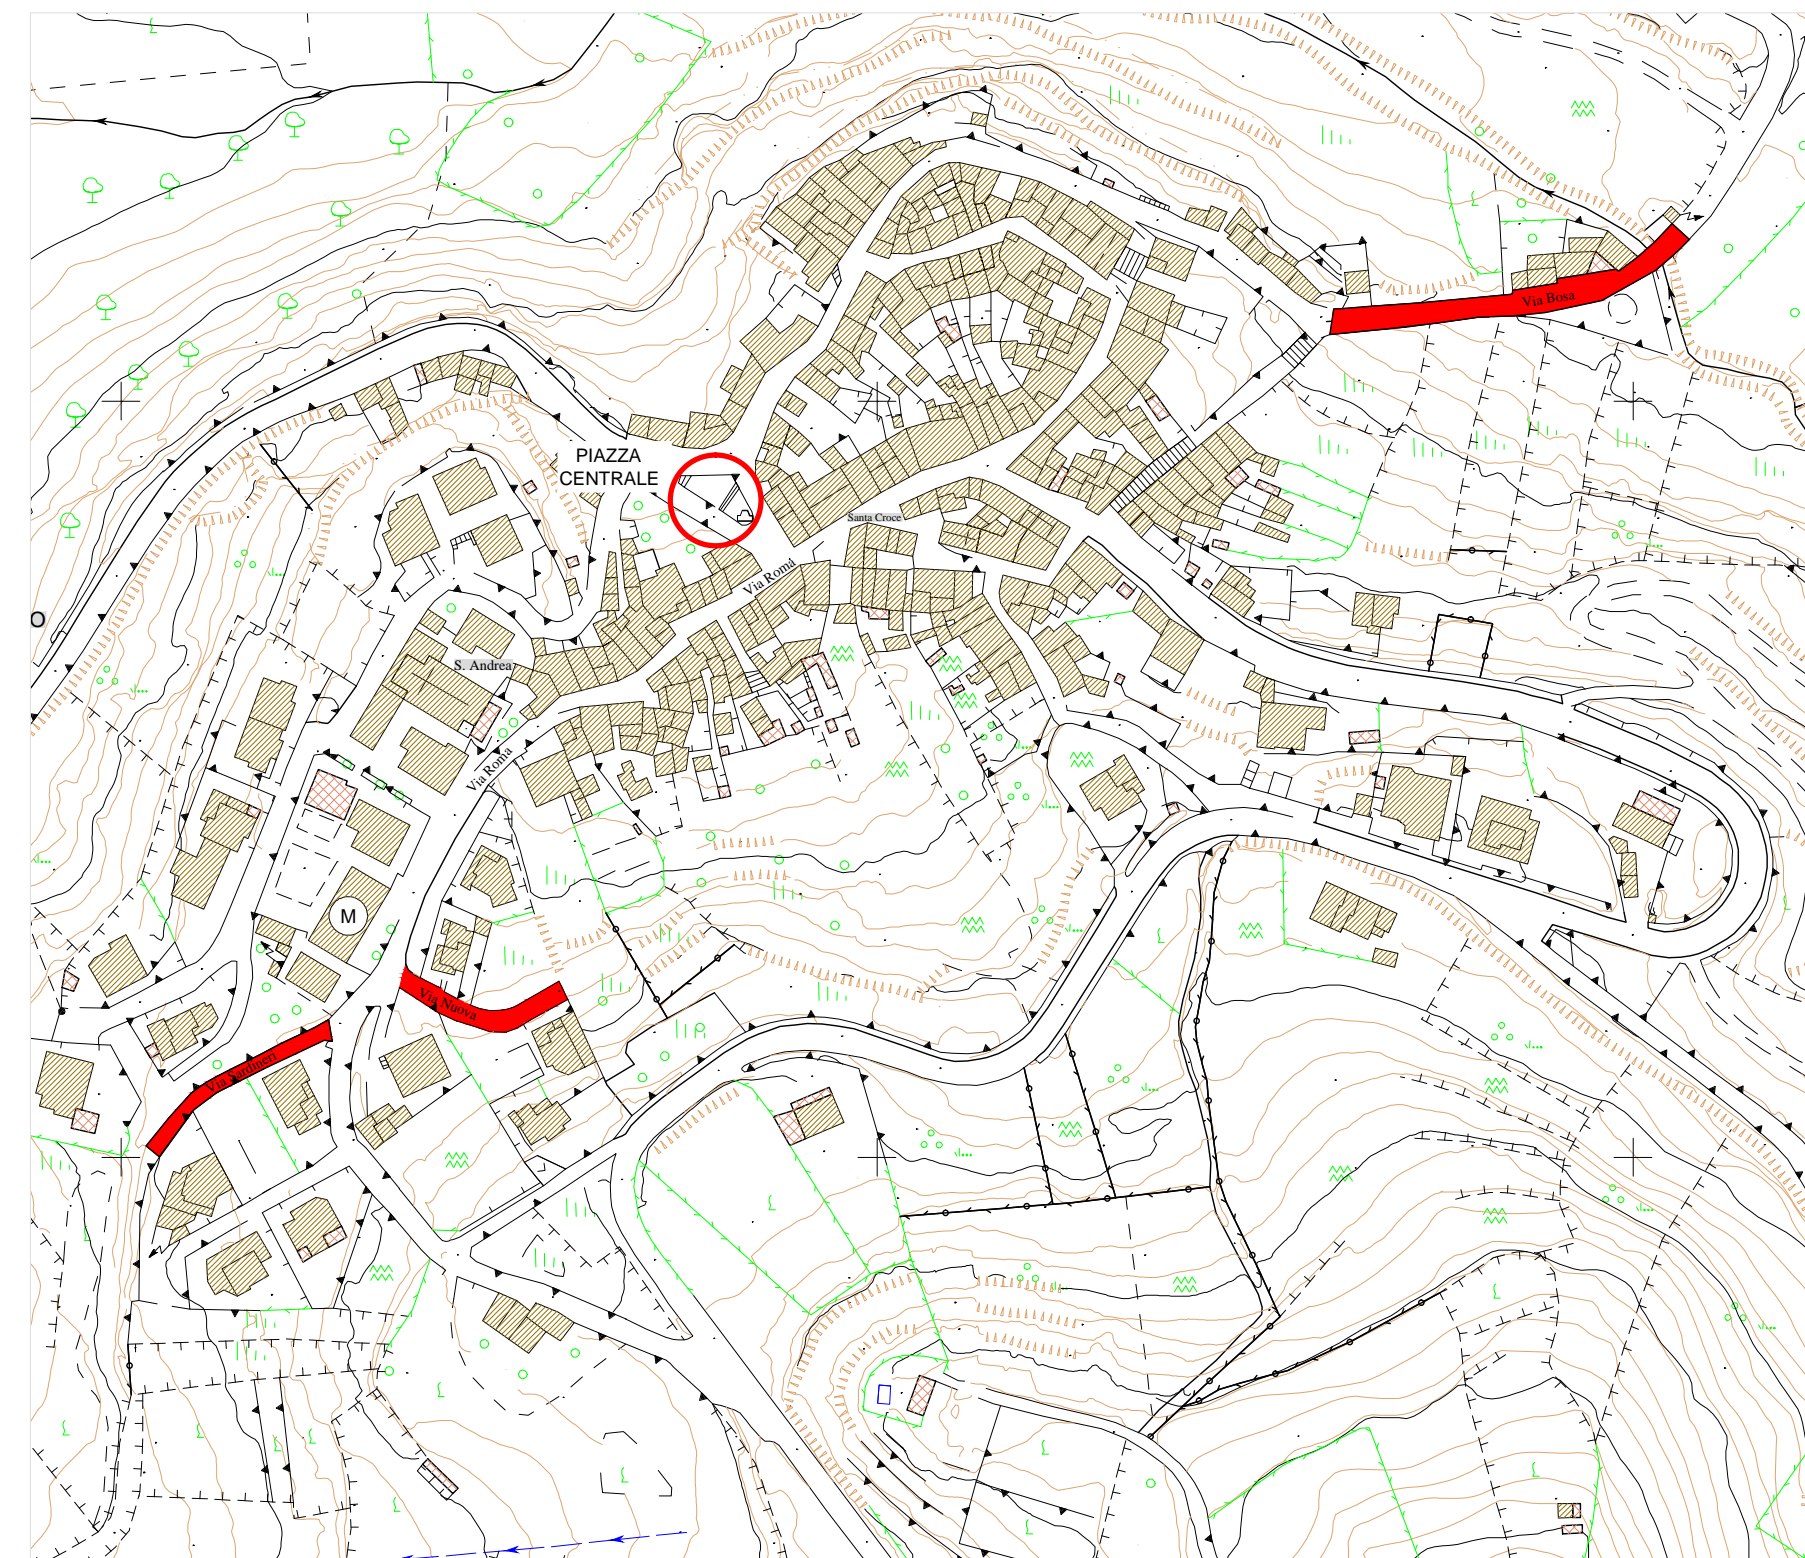 Via Bosa
PIAZZA
CENTRALE
Santa Croce
Via Roma
O
S. Andrea
Via Roma
M
Via Nuova
Via Sardineri